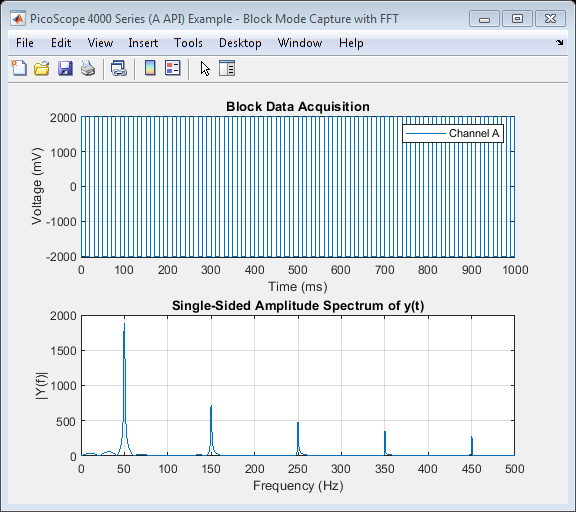 PicoScope 4000 Series (A API) Example - Block Mode Capture with FFT
File Edit View Insert Tools Desktop Window Help
Block Data Acquisition
Channel A
Voltage (mV)
2000
1000
0
-1000
-2000
0 100 200 300 400 500 600 700 800 900 1000
Time (ms)
Single-Sided Amplitude Spectrum of y(t)
|Y(f)|
2000
1500
1000
500
0
0 50 100 150 200 250 300 350 400 450 500
Frequency (Hz)